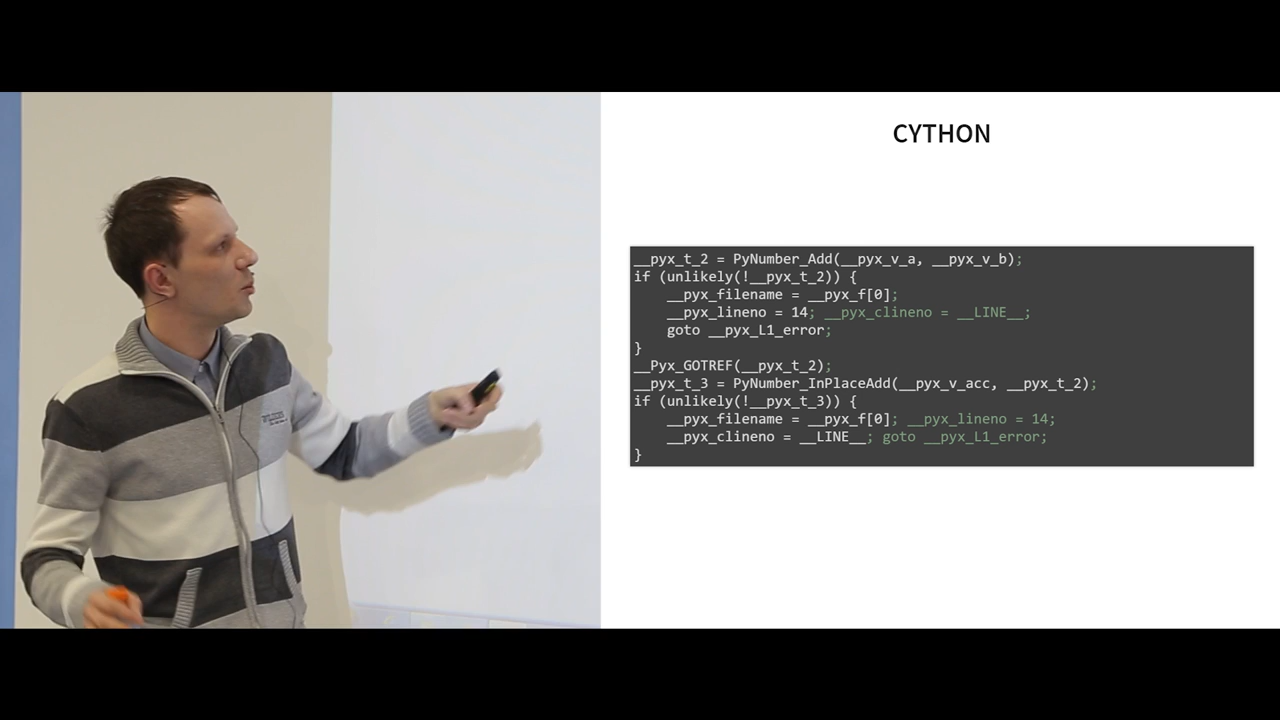 CYTHON
__pyx_t_2 = PyNumber_Add(__pyx_v_a, __pyx_v_b);
if (unlikely(!__pyx_t_2)) {
    __pyx_filename = __pyx_f[0];
    __pyx_lineno = 14; __pyx_clineno = __LINE__;
    goto __pyx_L1_error;
}
__Pyx_GOTREF(__pyx_t_2);
__pyx_t_3 = PyNumber_InPlaceAdd(__pyx_v_acc, __pyx_t_2);
if (unlikely(!__pyx_t_3)) {
    __pyx_filename = __pyx_f[0]; __pyx_lineno = 14;
    __pyx_clineno = __LINE__; goto __pyx_L1_error;
}